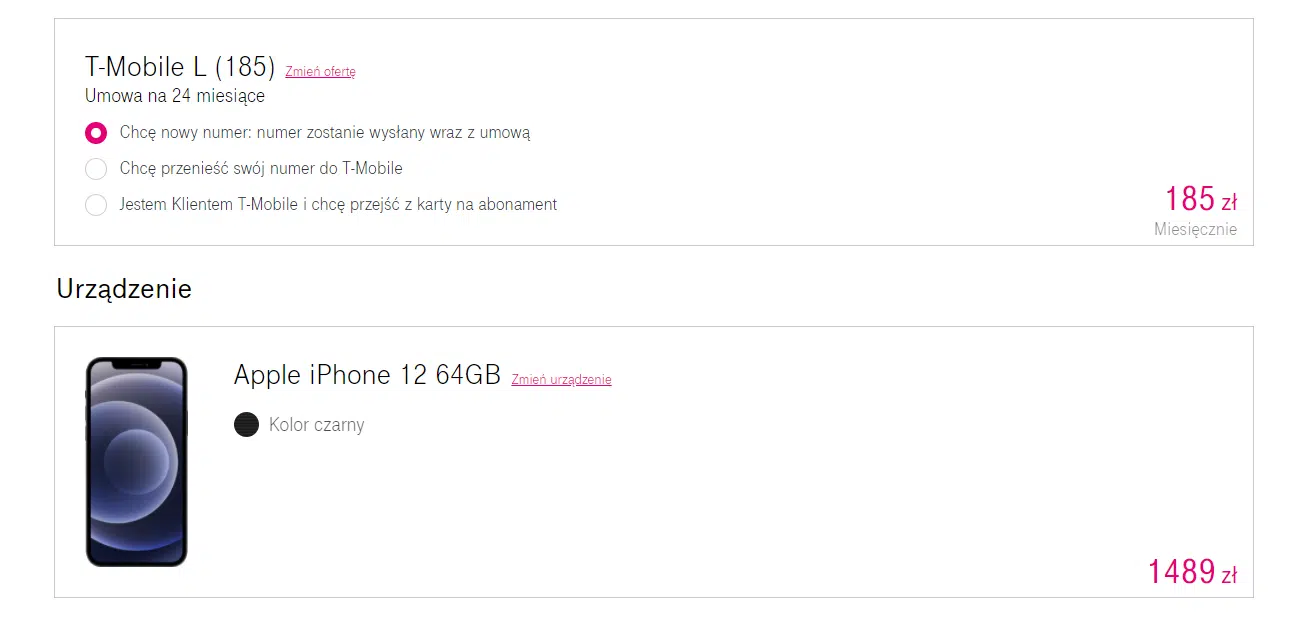 T-Mobile L (185) Zmień ofertę
Umowa na 24 miesiące
Chcę nowy numer: numer zostanie wysłany wraz z umową
Chcę przenieść swój numer do T-Mobile
Jestem Klientem T-Mobile i chcę przejść z karty na abonament
185 zł
Miesięcznie
Urządzenie
Apple iPhone 12 64GB Zmień urządzenie
Kolor czarny
1489 zł